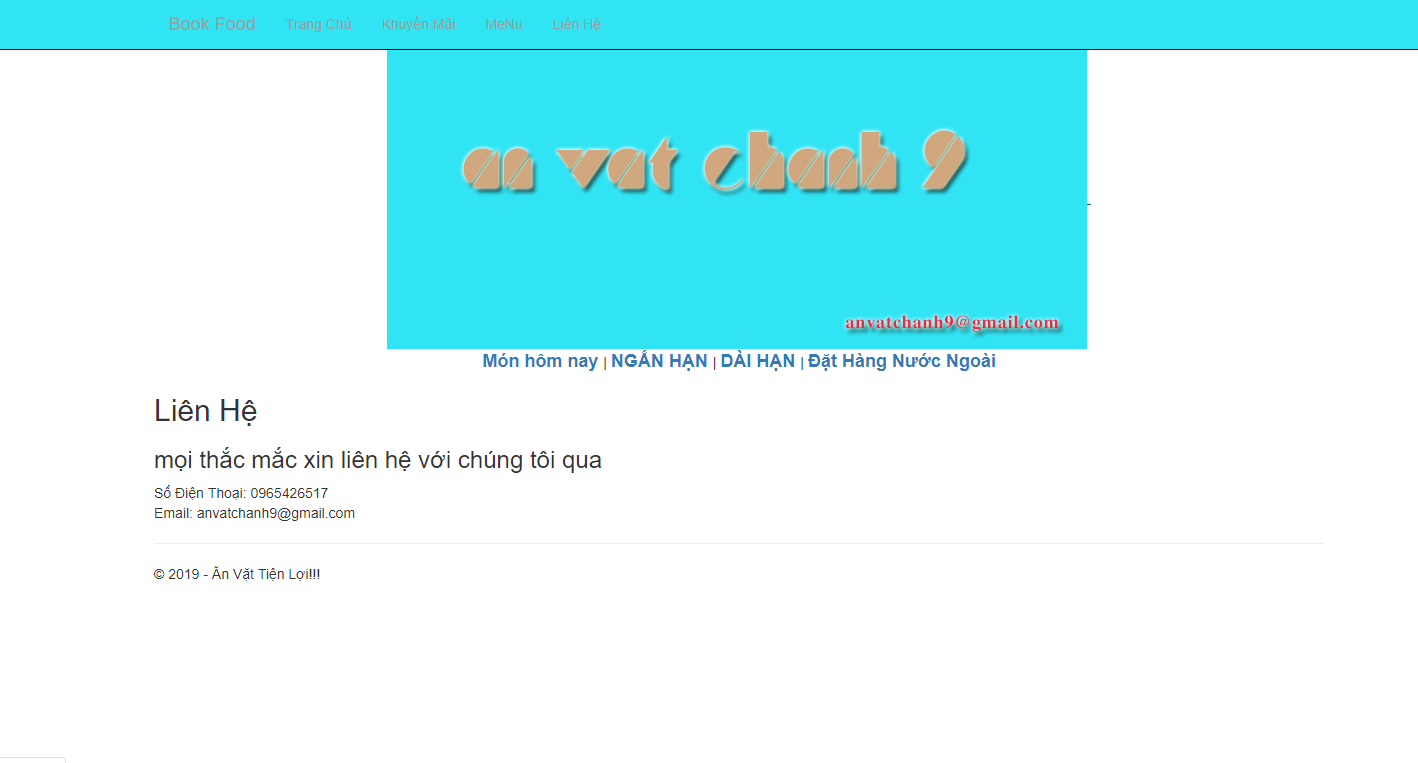 Book Food Trang Chủ Khuyến Mãi MeNu Liên Hệ
an vat chanh 9
anvatchanh9@gmail.com
Món hôm nay | NGẮN HẠN | DÀI HẠN | Đặt Hàng Nước Ngoài
Liên Hệ
mọi thắc mắc xin liên hệ với chúng tôi qua
Số Điện Thoại: 0965426517
Email: anvatchanh9@gmail.com
© 2019 - Ăn Vặt Tiện Lợi!!!